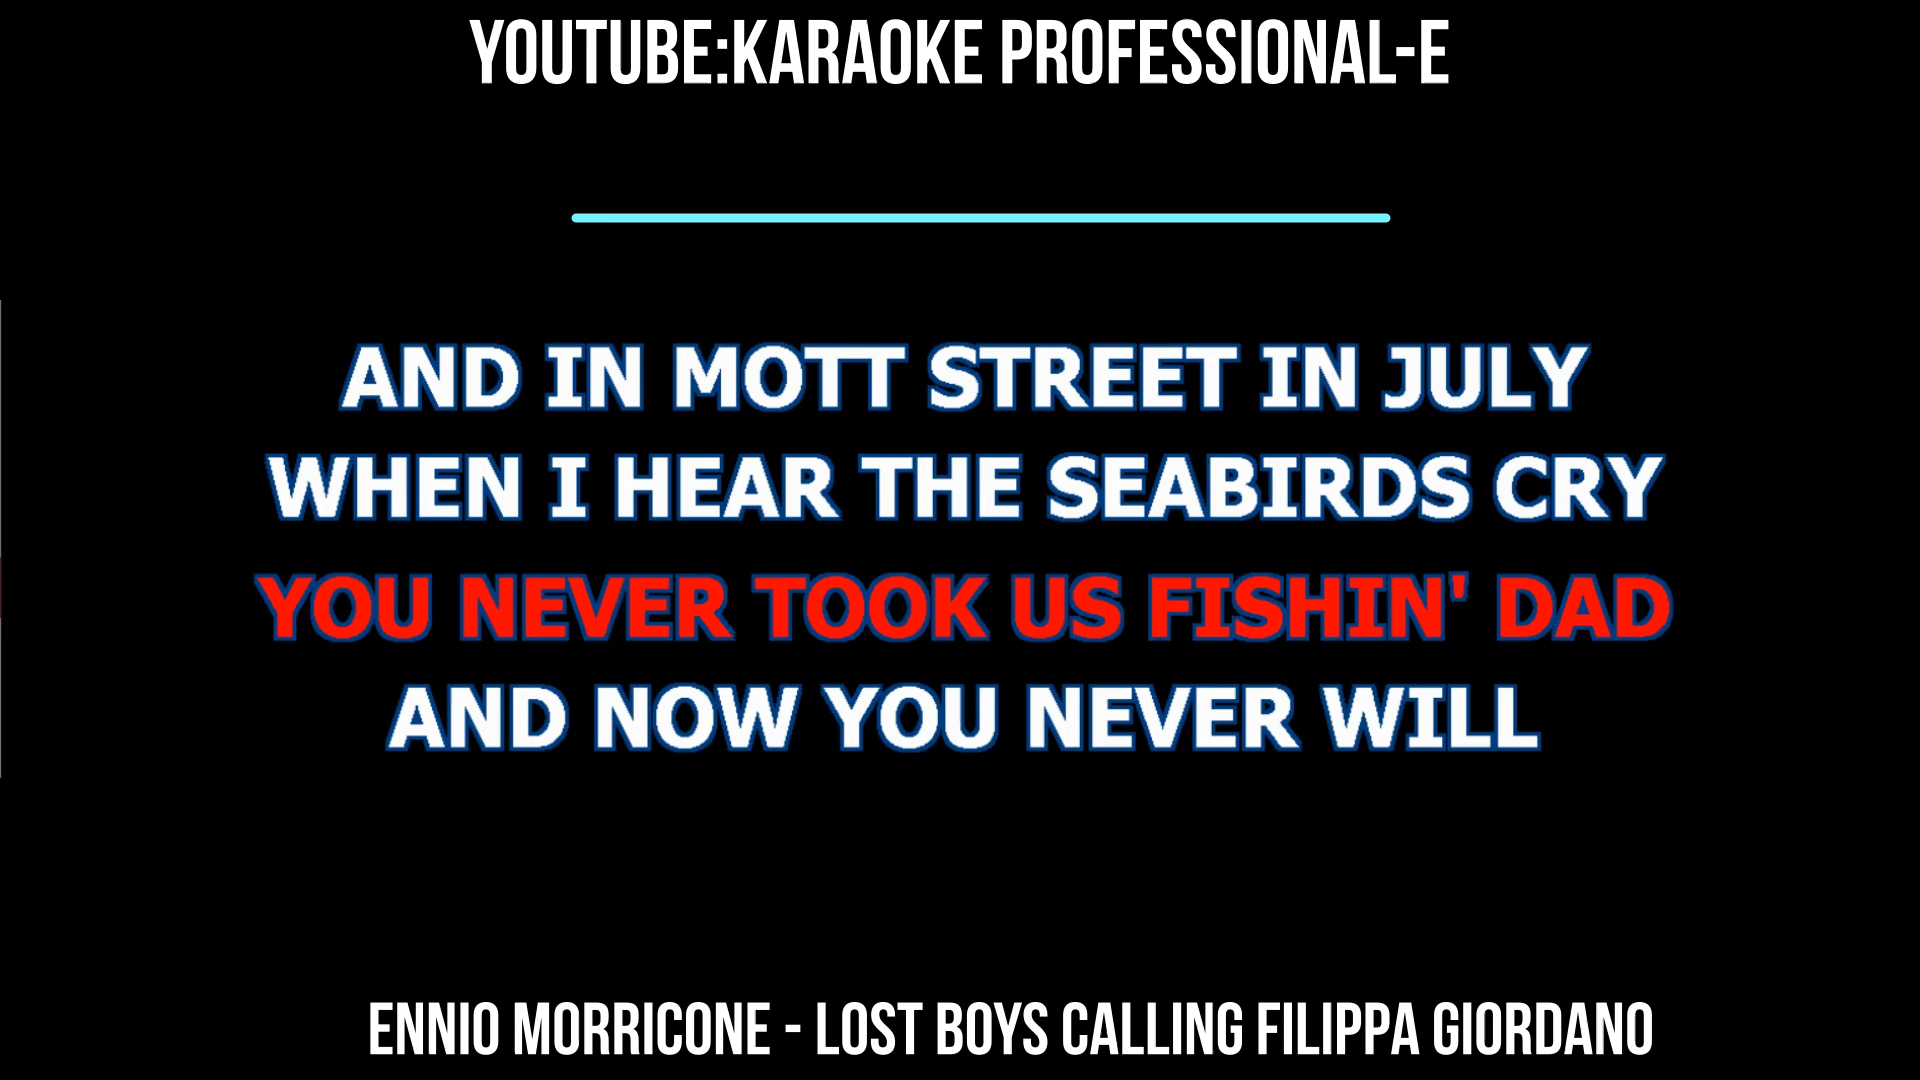 YOUTUBE:KARAOKE PROFESSIONAL-E
AND IN MOTT STREET IN JULY
WHEN I HEAR THE SEABIRDS CRY
YOU NEVER TOOK US FISHIN' DAD
AND NOW YOU NEVER WILL
ENNIO MORRICONE - LOST BOYS CALLING FILIPPA GIORDANO